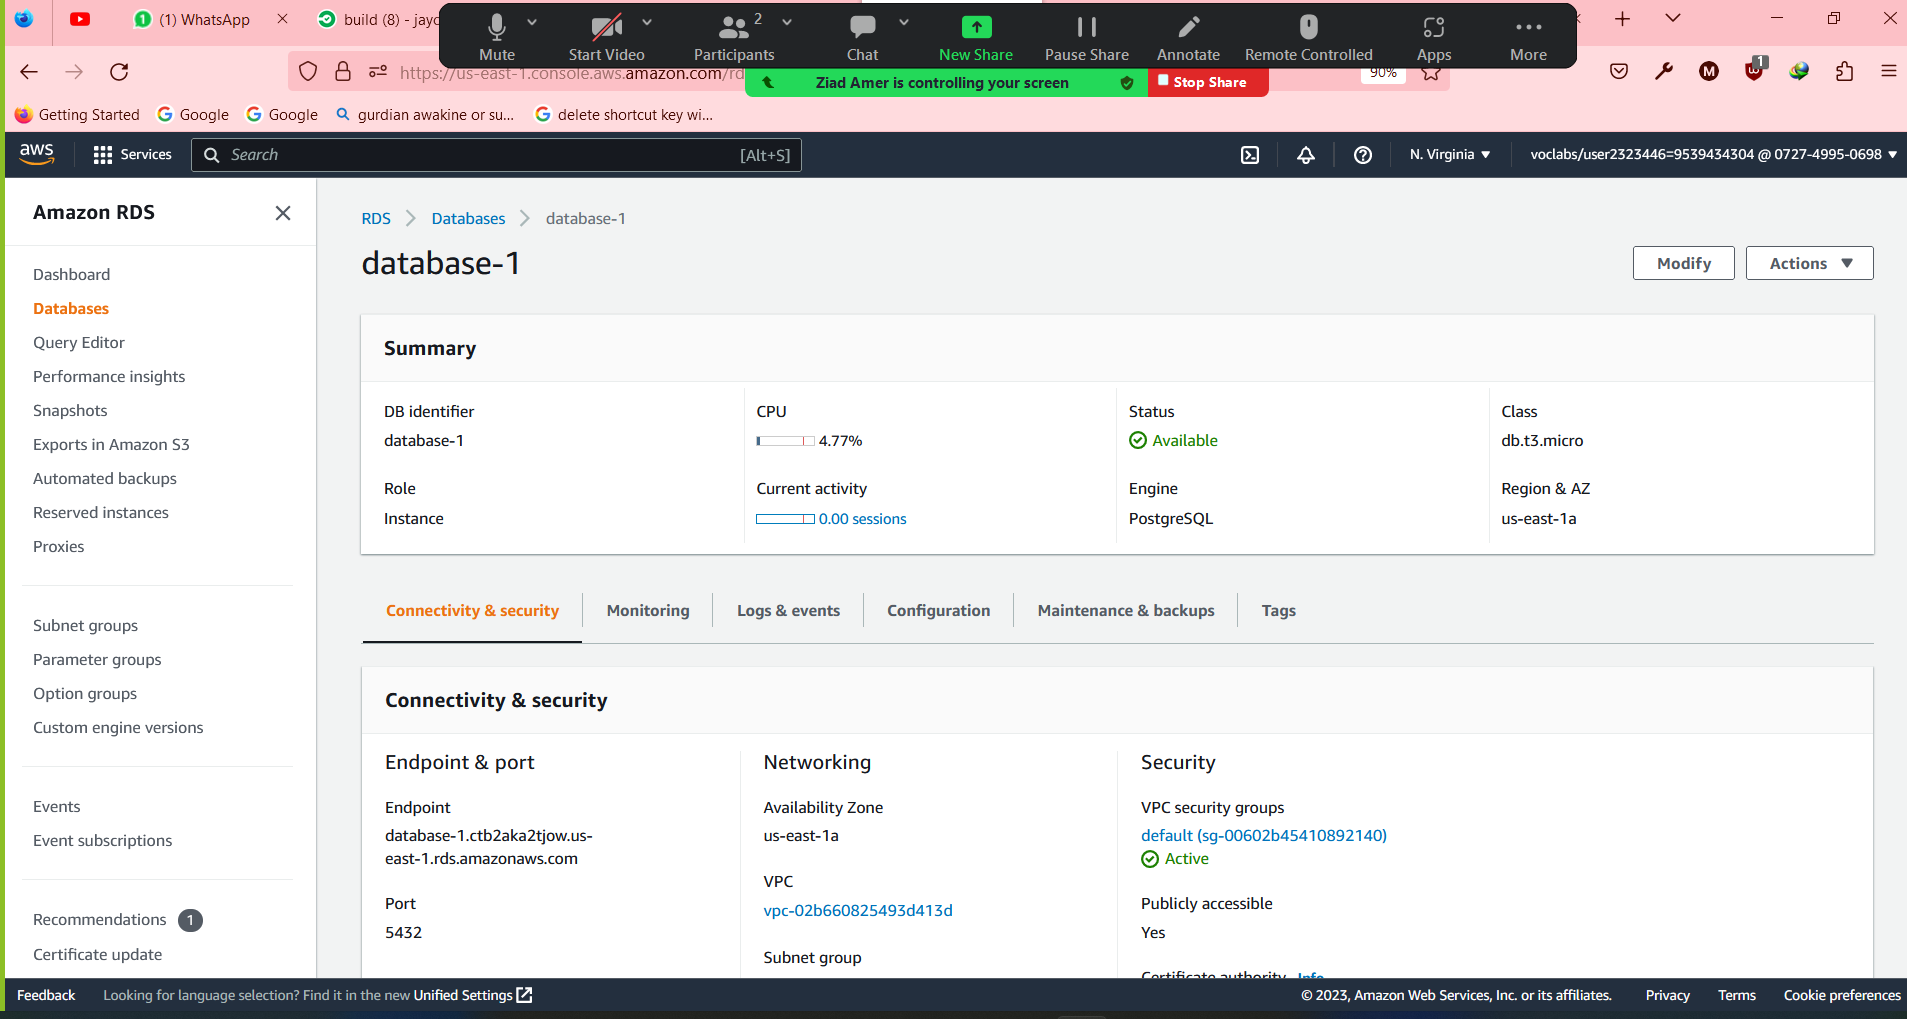 (1) WhatsApp
build (8) - jayc
Mute
Start Video
Participants
2
Chat
New Share
Pause Share
Annotate
Remote Controlled
Apps
More
https://us-east-1.console.aws.amazon.com/rd
Ziad Amer is controlling your screen
Stop Share
90%
M
1
Getting Started
Google
Google
gurdian awakine or su...
delete shortcut key wi...
aws
Services
Search
[Alt+S]
N. Virginia
voclabs/user2323446=9539434304 @ 0727-4995-0698
Amazon RDS
Dashboard
Databases
Query Editor
Performance insights
Snapshots
Exports in Amazon S3
Automated backups
Reserved instances
Proxies
Subnet groups
Parameter groups
Option groups
Custom engine versions
Events
Event subscriptions
Recommendations 1
Certificate update
RDS > Databases > database-1
database-1
Modify
Actions
Summary
DB identifier
database-1
CPU
4.77%
Status
Available
Class
db.t3.micro
Role
Instance
Current activity
0.00 sessions
Engine
PostgreSQL
Region & AZ
us-east-1a
Connectivity & security
Monitoring
Logs & events
Configuration
Maintenance & backups
Tags
Connectivity & security
Endpoint & port
Endpoint
database-1.ctb2aka2tjow.us-
east-1.rds.amazonaws.com
Port
5432
Networking
Availability Zone
us-east-1a
VPC
vpc-02b660825493d413d
Subnet group
Security
VPC security groups
default (sg-00602b45410892140)
Active
Publicly accessible
Yes
Certificate authority Info
Feedback
Looking for language selection? Find it in the new Unified Settings
© 2023, Amazon Web Services, Inc. or its affiliates.
Privacy
Terms
Cookie preferences